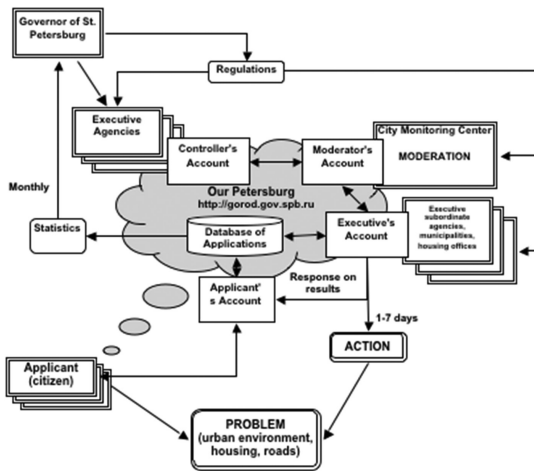 Governor of St.
Petersburg
Regulations
Executive
Agencies
City Monitoring Center
MODERATION
Controller's
Account
Moderator's
Account
Monthly
Our Petersburg
http://gorod.gov.spb.ru
Executive's
Account
Executive
subordinate
agencies,
municipalities,
housing offices
Statistics
Database of
Applications
Response on
results
Applicant'
s Account
1-7 days
ACTION
Applicant
(citizen)
PROBLEM
(urban environment,
housing, roads)